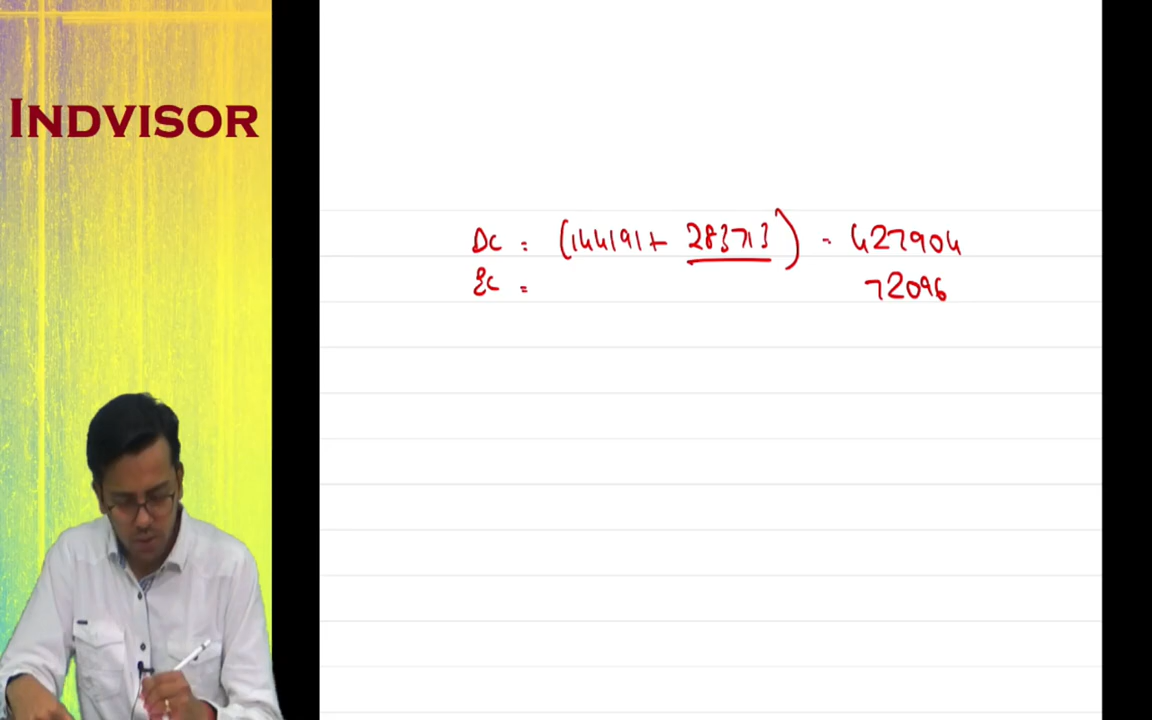 INDVISOR
DC : (144191+ 283713) = 427904
EC = 72096